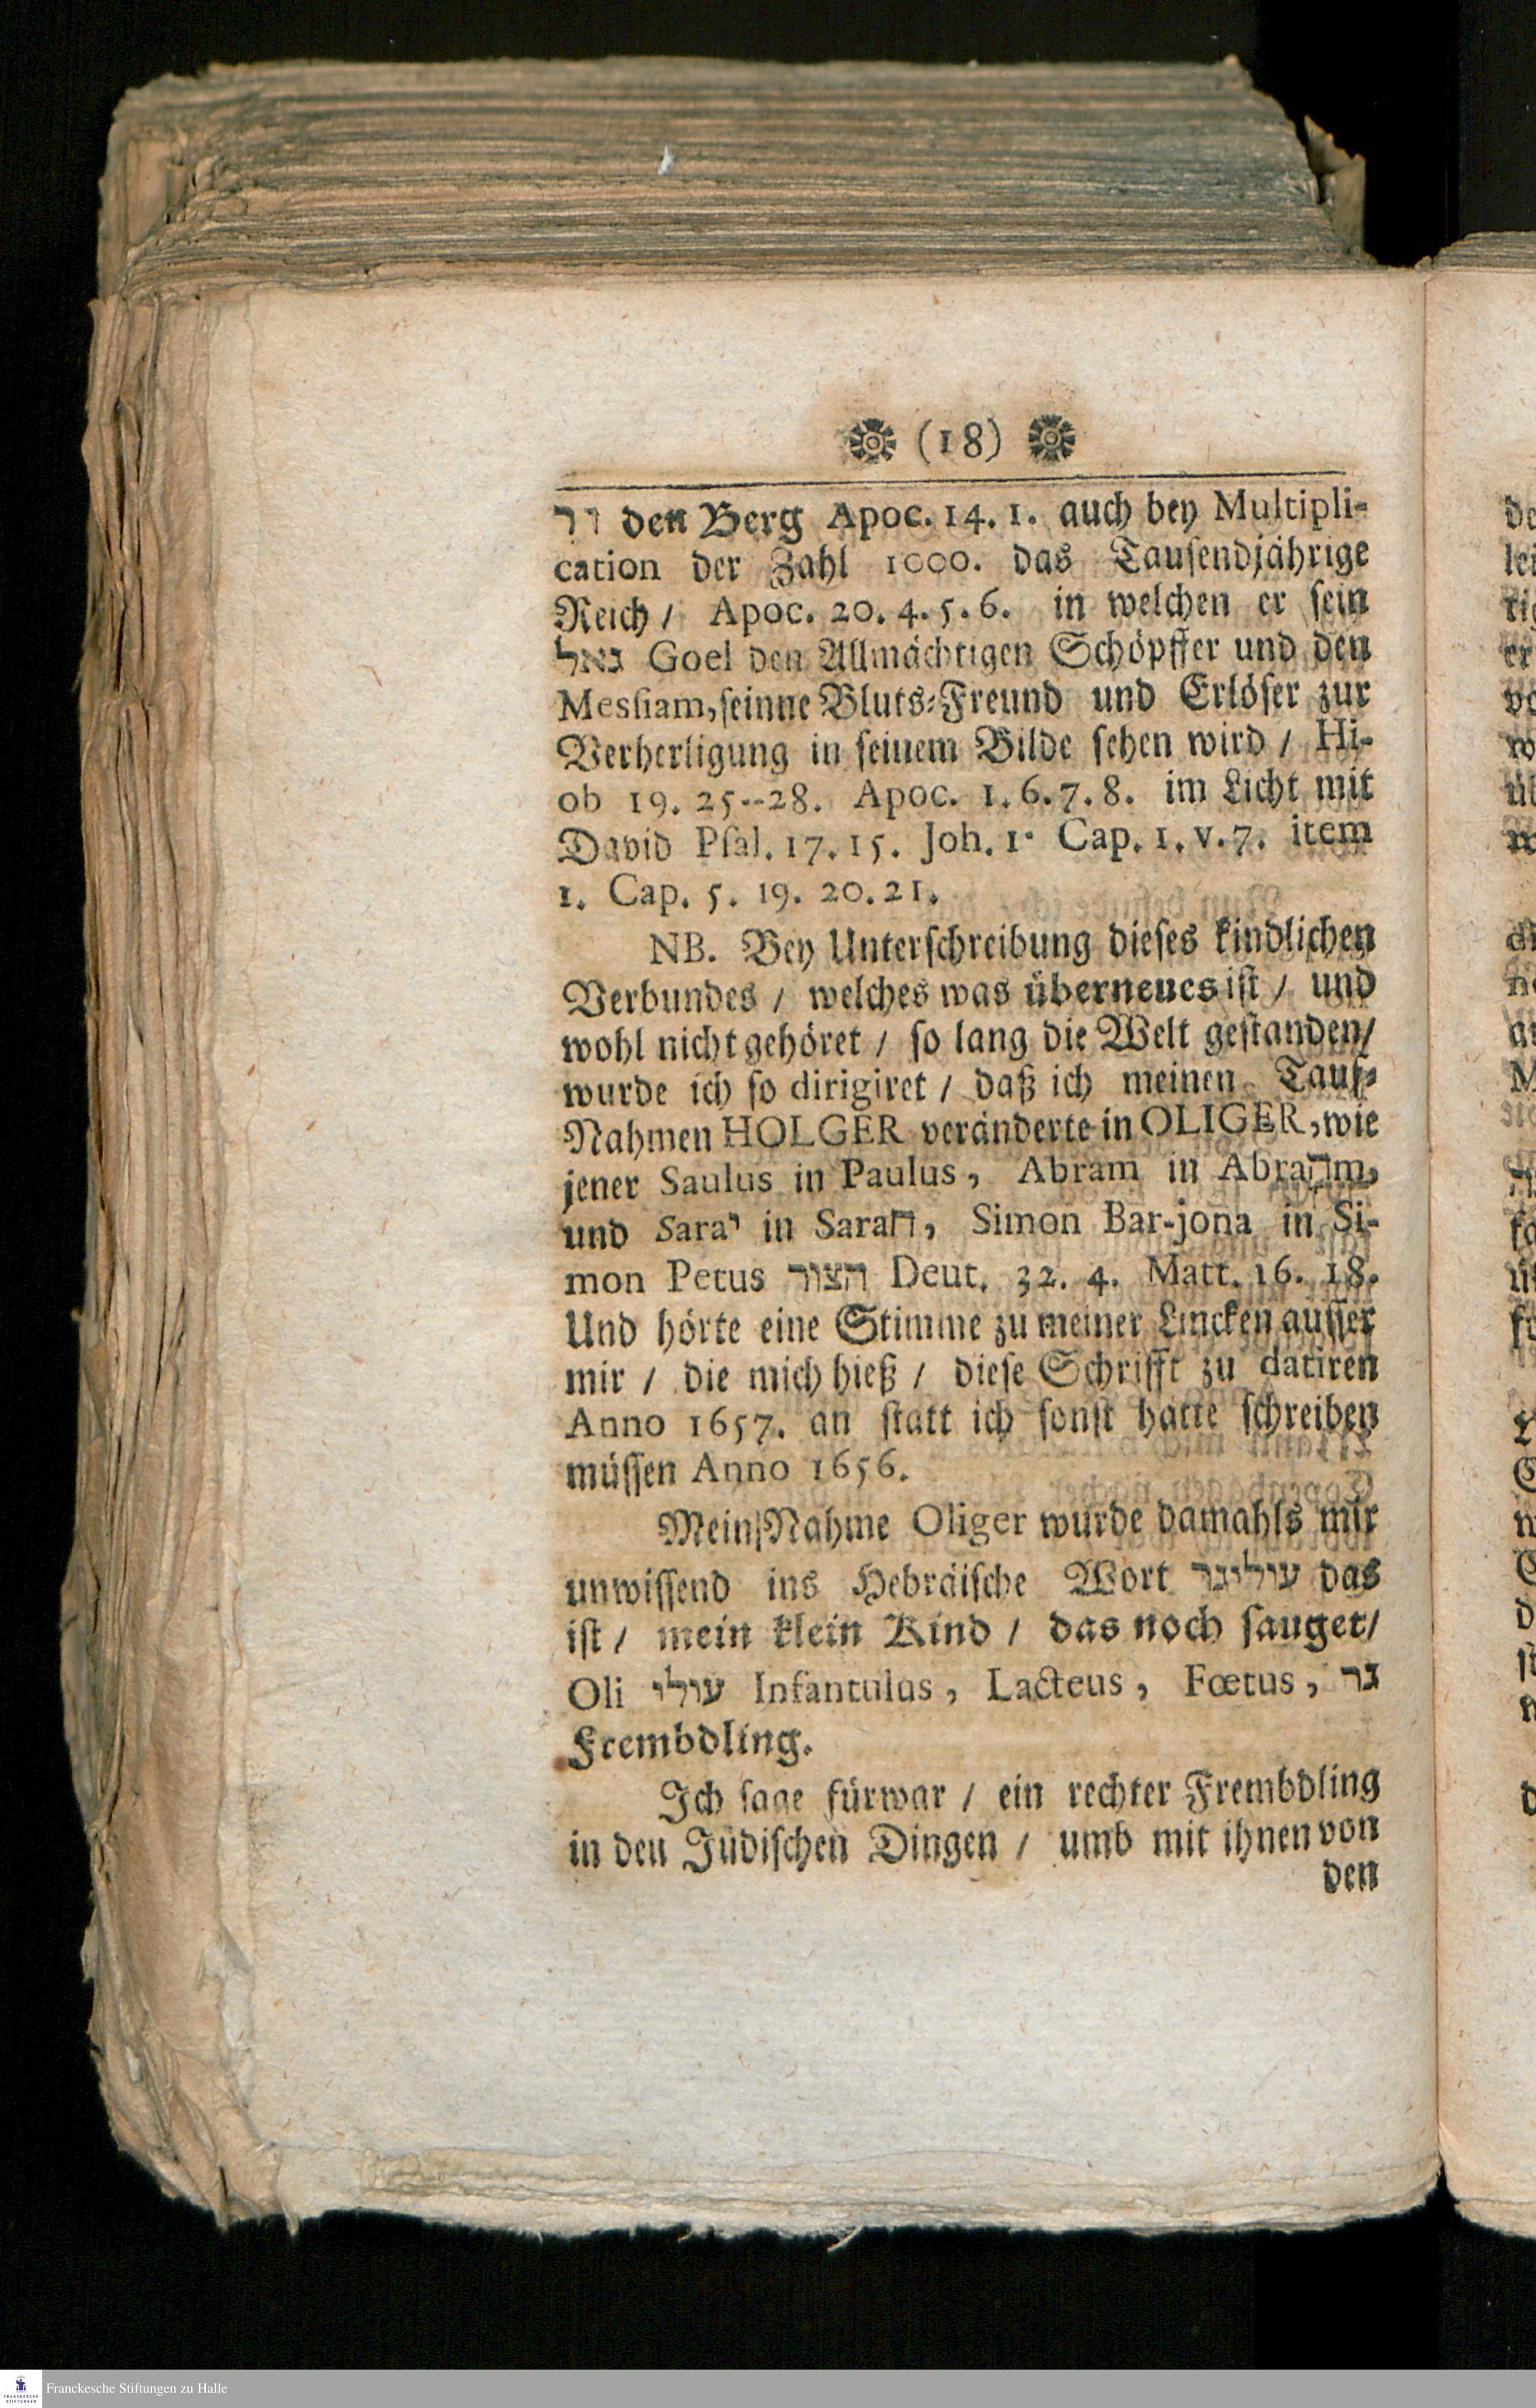 (18)
הר den Berg Apoc. 14. 1. auch bey Multipli-
cation der Zahl 1000. das Tausendjährige
Reich / Apoc. 20. 4. 5. 6. in welchen er sein
גואל Goel den Allmächtigen Schöpffer und den
Messiam, seinne Bluts-Freund und Erlöser zur
Verherligung in seinem Bilde sehen wird / Hi-
ob 19. 25--28. Apoc. 1. 6. 7. 8. im Licht mit
David Psal. 17. 15. Joh. 1. Cap. 1. v. 7. item
1. Cap. 5. 19. 20. 21.
NB. Bey Unterschreibung dieses kindlichen
Verbundes / welches was überneues ist / und
wohl nicht gehöret / so lang die Welt gestanden /
wurde ich so dirigiret / daß ich meinen Tauf-
Nahmen HOLGER veränderte in OLIGER, wie
jener Saulus in Paulus, Abram in Abraהm,
und Saraי in Saraה, Simon Bar-jona in Si-
mon Petus הצור Deut. 32. 4. Matt. 16. 18.
Und hörte eine Stimme zu meiner Lincken ausser
mir / die mich hieß / diese Schrifft zu datiren
Anno 1657. an statt ich sonst hatte schreiben
müssen Anno 1656.
Mein Nahme Oliger wurde damahls mir
unwissend ins Hebräische Wort עוליגר das
ist / mein klein Kind / das noch sauget /
Oli עולי Infantulus, Lacteus, Fœtus, גר
Frembdling.
Ich sage fürwar / ein rechter Frembdling
in den Jüdischen Dingen / umb mit ihnen von
den
Franckesche Stiftungen zu Halle